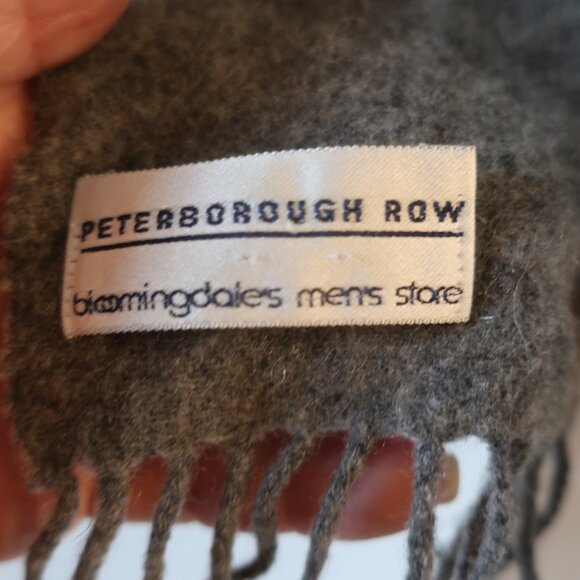 PETERBOROUGH ROW
bloomingdale's men's store